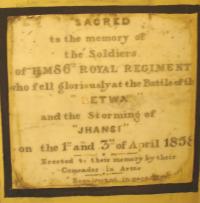 SACRED
to the memory of
the Soldiers
of "HM86TH ROYAL REGIMENT
who fell gloriously at the Battle of the
BETWA"
and the Storming of
"JHANSI"
on the 1st and 3rd of April 1858
Erected to their memory by their
Comrades in Arms